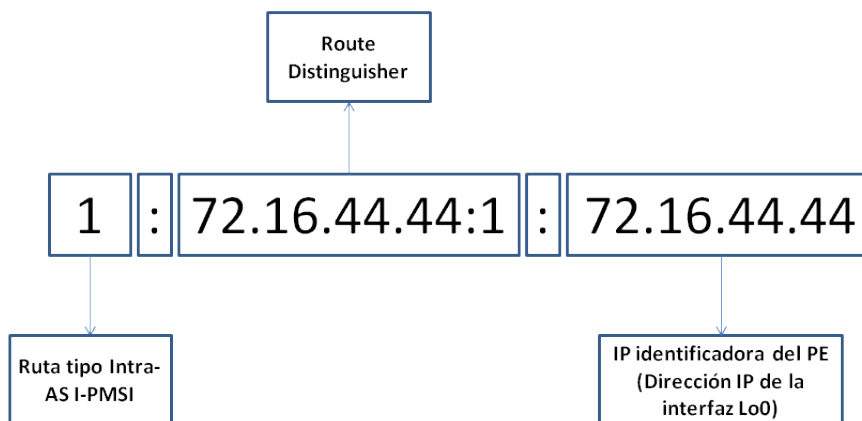 Route
Distinguisher
1 : 72.16.44.44:1 : 72.16.44.44
Ruta tipo Intra-
AS I-PMSI
IP identificadora del PE
(Dirección IP de la
interfaz Lo0)